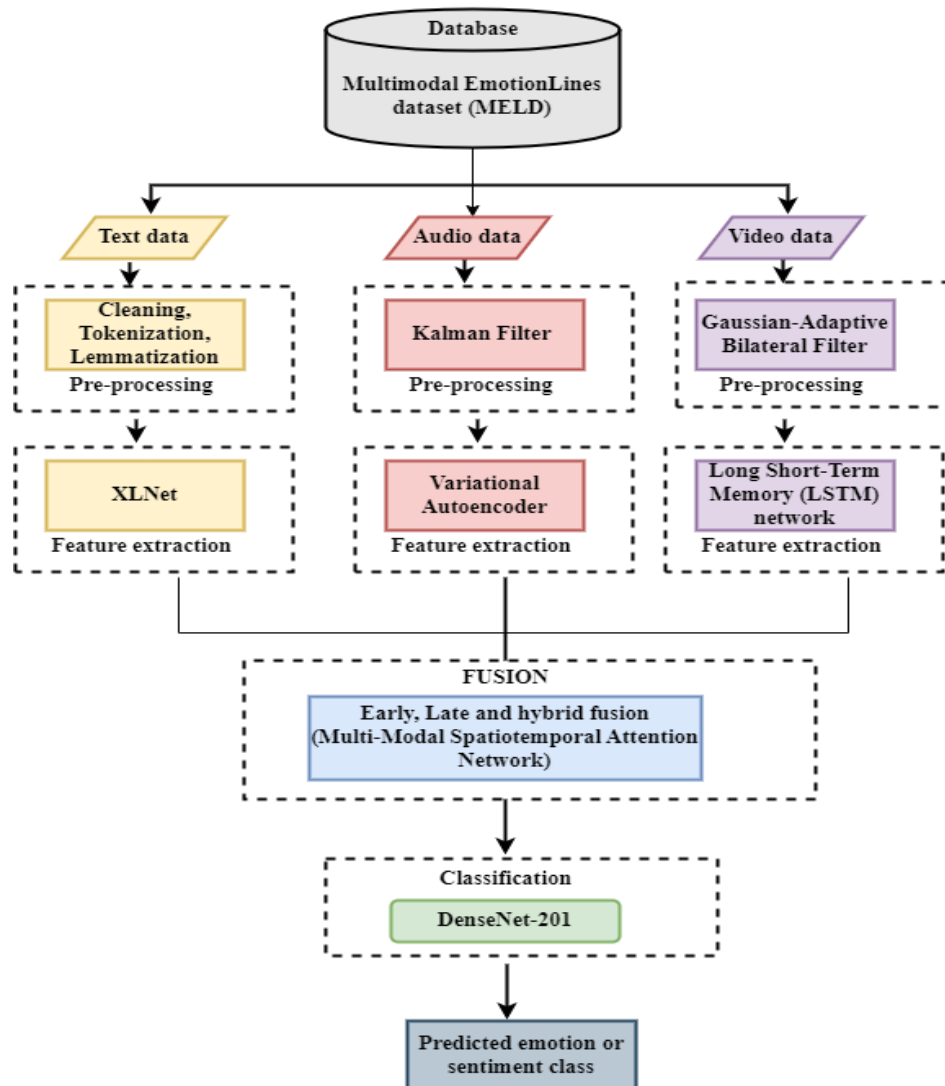 Database
Multimodal EmotionLines
dataset (MELD)
Text data
Audio data
Video data
Cleaning,
Tokenization,
Lemmatization
Pre-processing
Kalman Filter
Pre-processing
Gaussian-Adaptive
Bilateral Filter
Pre-processing
XLNet
Feature extraction
Variational
Autoencoder
Feature extraction
Long Short-Term
Memory (LSTM)
network
Feature extraction
FUSION
Early, Late and hybrid fusion
(Multi-Modal Spatiotemporal Attention
Network)
Classification
DenseNet-201
Predicted emotion or
sentiment class